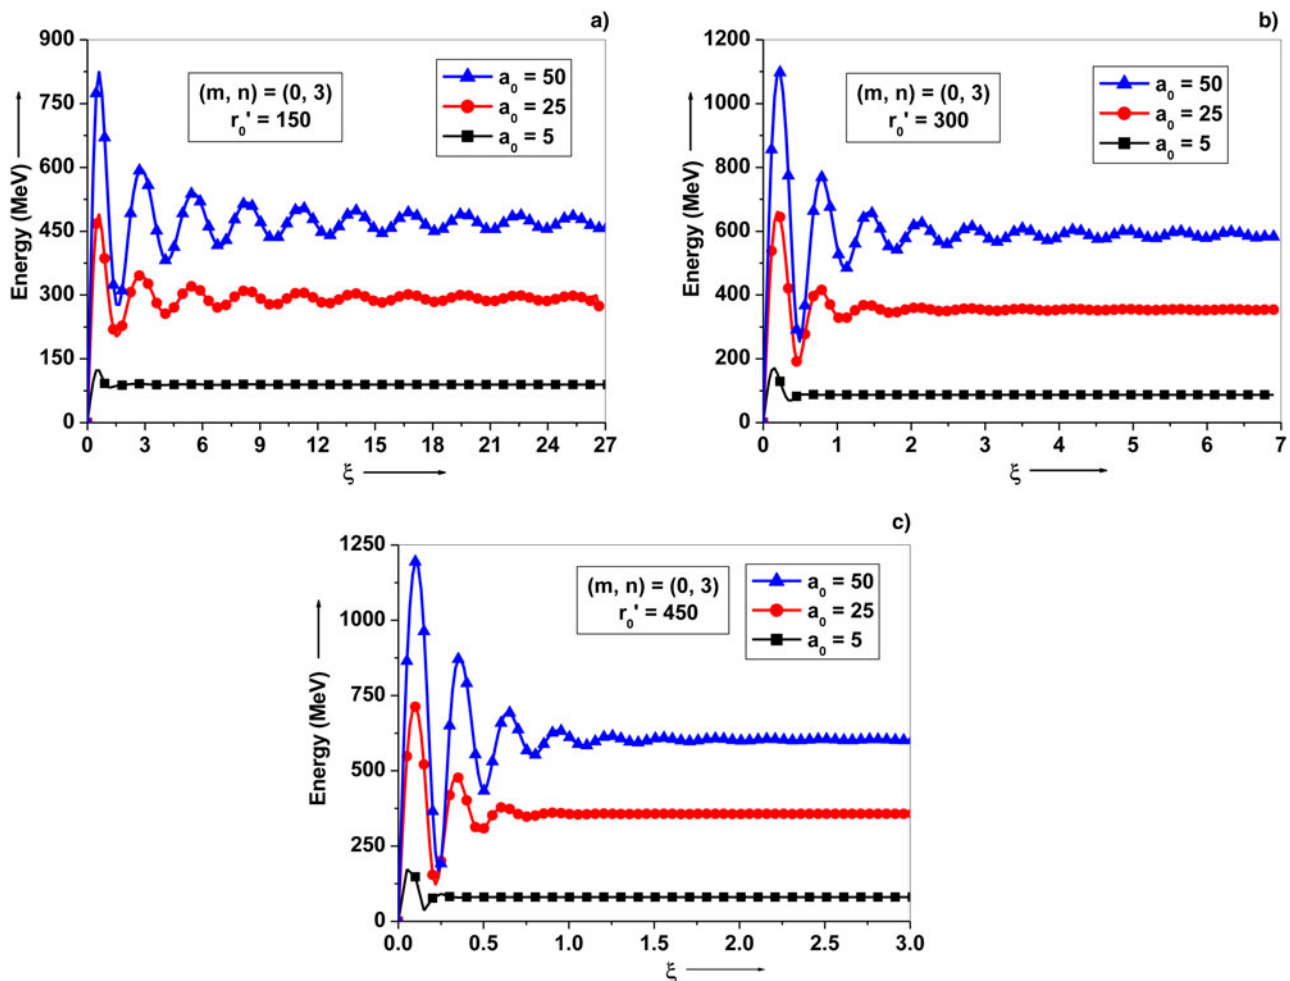 a)
900
750
600
450
300
150
0
Energy (MeV)
(m, n) = (0, 3)
r₀' = 150
a₀ = 50
a₀ = 25
a₀ = 5
0 3 6 9 12 15 18 21 24 27
ξ
b)
1200
1000
800
600
400
200
0
Energy (MeV)
(m, n) = (0, 3)
r₀' = 300
a₀ = 50
a₀ = 25
a₀ = 5
0 1 2 3 4 5 6 7
ξ
c)
1250
1000
750
500
250
0
Energy (MeV)
(m, n) = (0, 3)
r₀' = 450
a₀ = 50
a₀ = 25
a₀ = 5
0.0 0.5 1.0 1.5 2.0 2.5 3.0
ξ